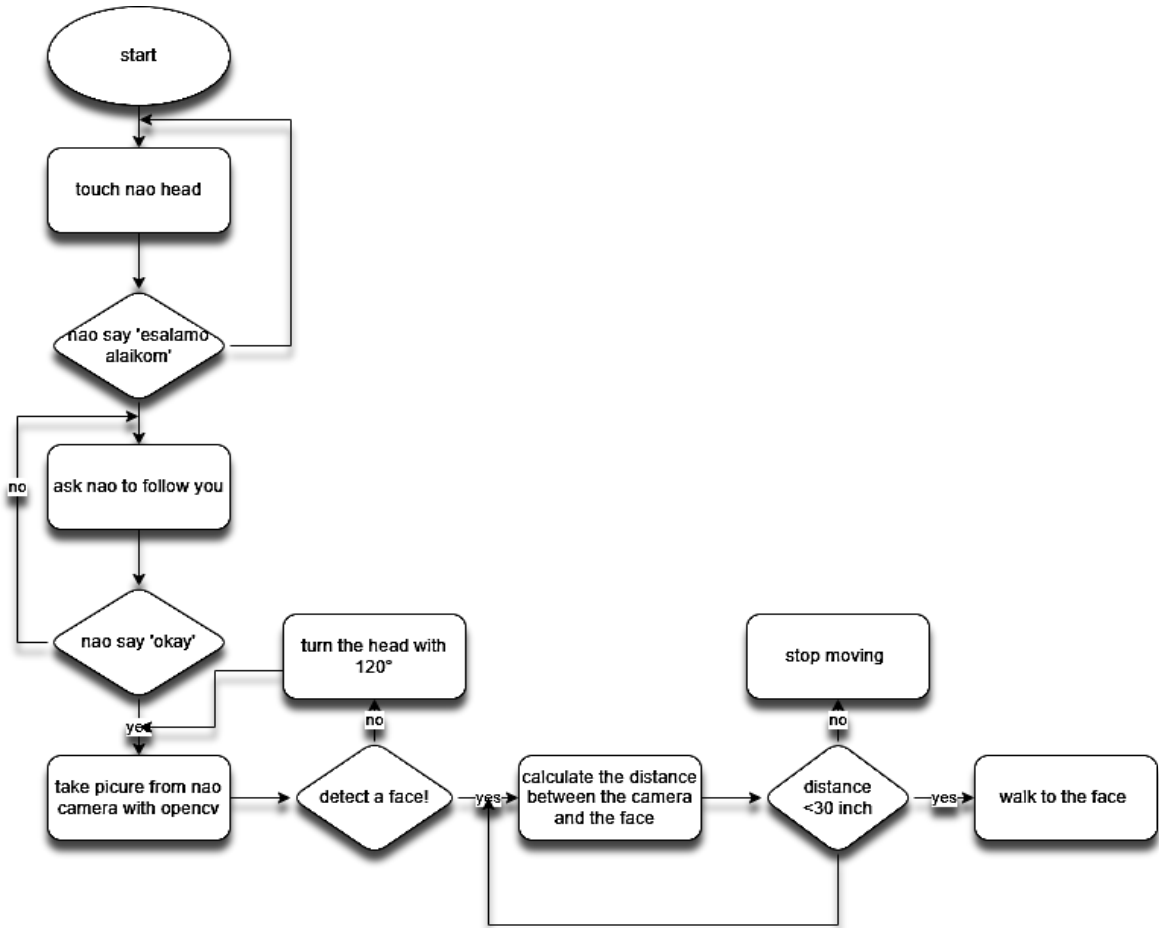 start
touch nao head
nao say 'esalamo
alaikom'
ask nao to follow you
no
nao say 'okay'
yes
turn the head with
120°
no
take picure from nao
camera with opencv
detect a face!
yes
calculate the distance
between the camera
and the face
stop moving
no
distance
<30 inch
yes
walk to the face